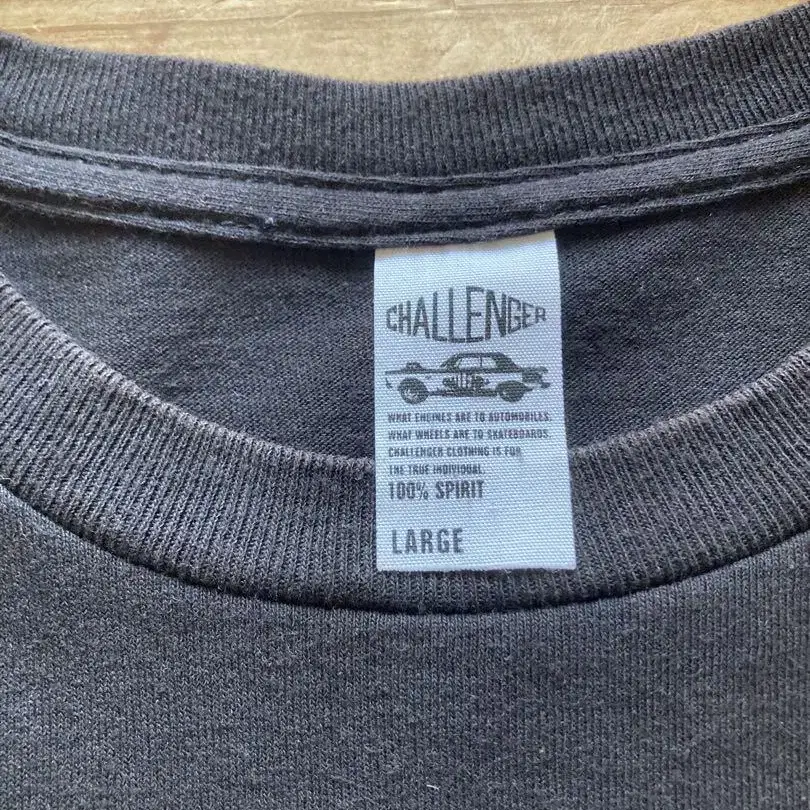 CHALLENGER
WHAT ENGINES ARE TO AUTOMOBILES.
WHAT WHEELS ARE TO SKATEBOARDS.
CHALLENGER CLOTHING IS FOR
THE TRUE INDIVIDUAL
100% SPIRIT
LARGE